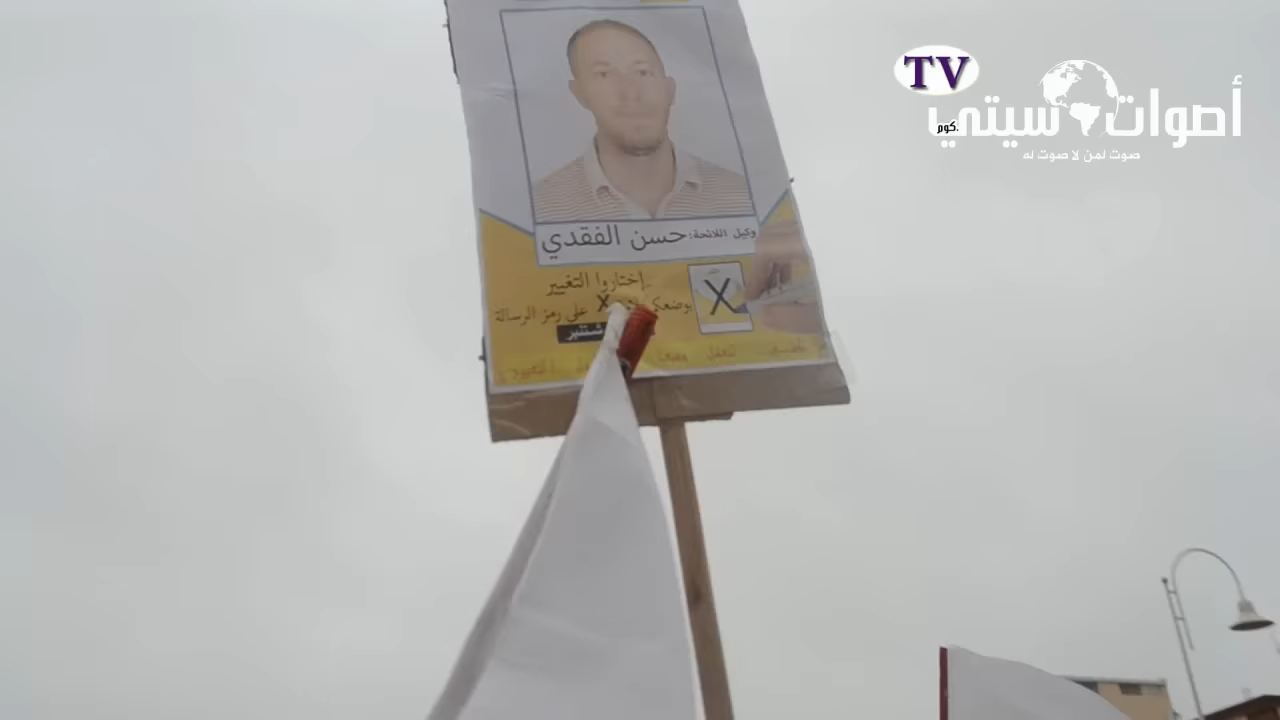 TV
أصوات سيتي
.كوم
صوت لمن لا صوت له
وكيل اللائحة: حسن الفقدي
إختاروا التغيير
بوضعكم X على رمز الرسالة
شتنبر